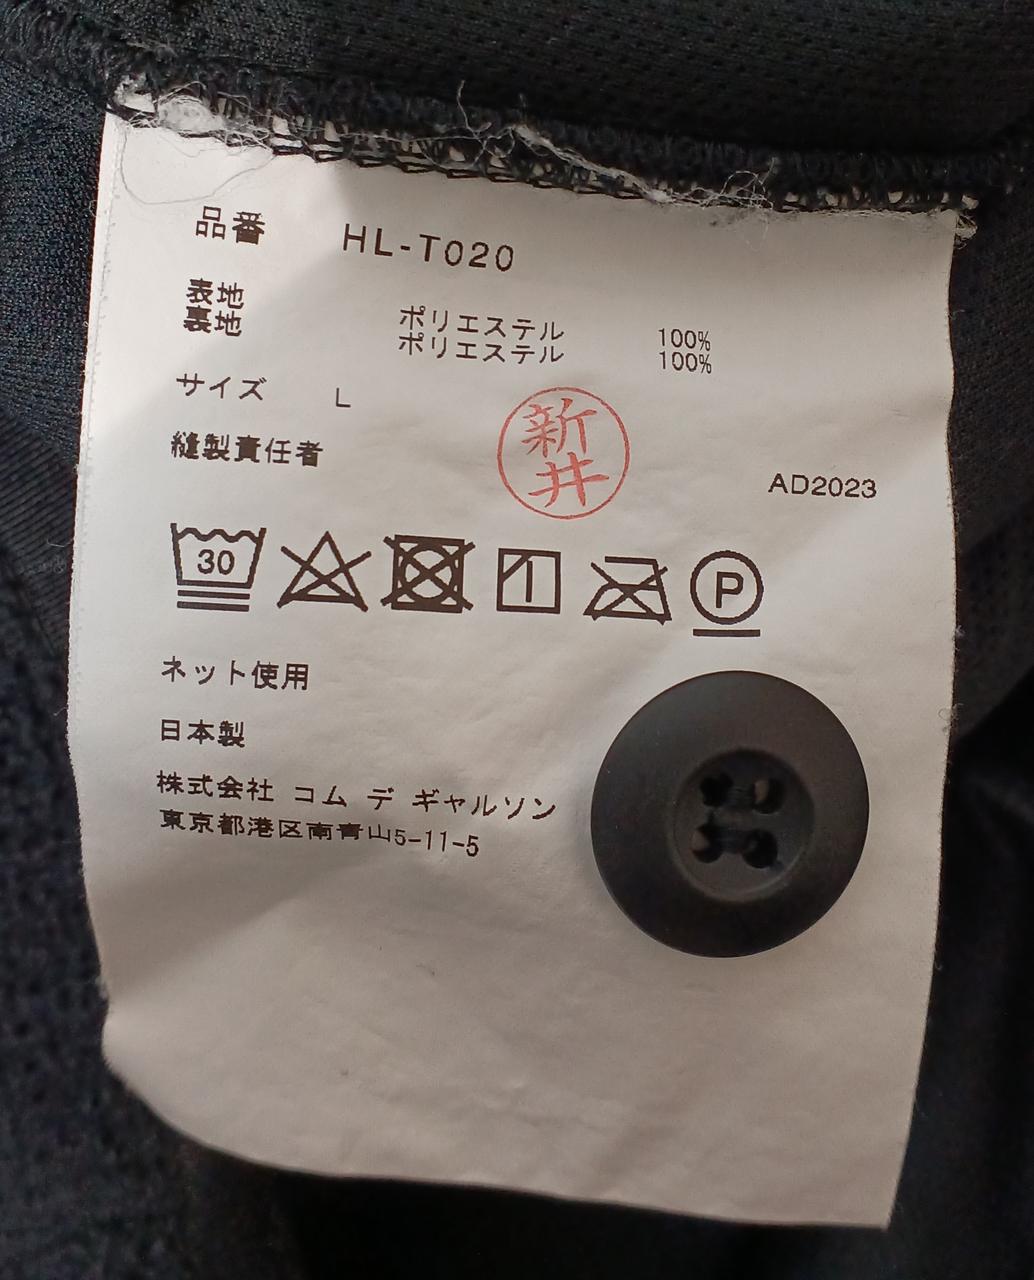 品番 HL-T020
表地 ポリエステル 100%
裏地 ポリエステル 100%
サイズ L
縫製責任者 新井
AD2023
30
P
ネット使用
日本製
株式会社 コム デ ギャルソン
東京都港区南青山5-11-5